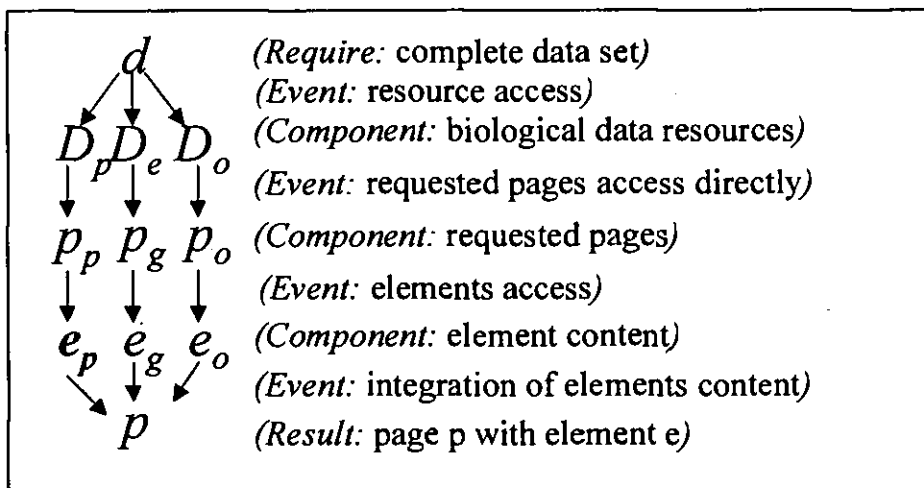 d (Require: complete data set)
(Event: resource access)
D_p D_e D_o (Component: biological data resources)
(Event: requested pages access directly)
p_p p_g p_o (Component: requested pages)
(Event: elements access)
e_p e_g e_o (Component: element content)
(Event: integration of elements content)
p (Result: page p with element e)